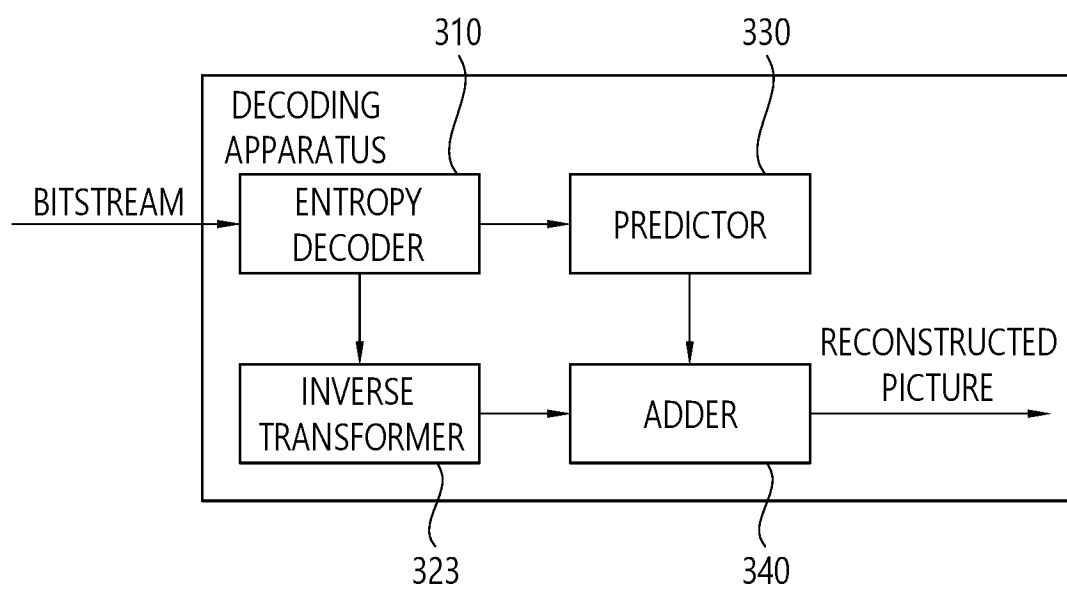 310
330
DECODING
APPARATUS
BITSTREAM
ENTROPY
DECODER
PREDICTOR
RECONSTRUCTED
PICTURE
INVERSE
TRANSFORMER
ADDER
323
340